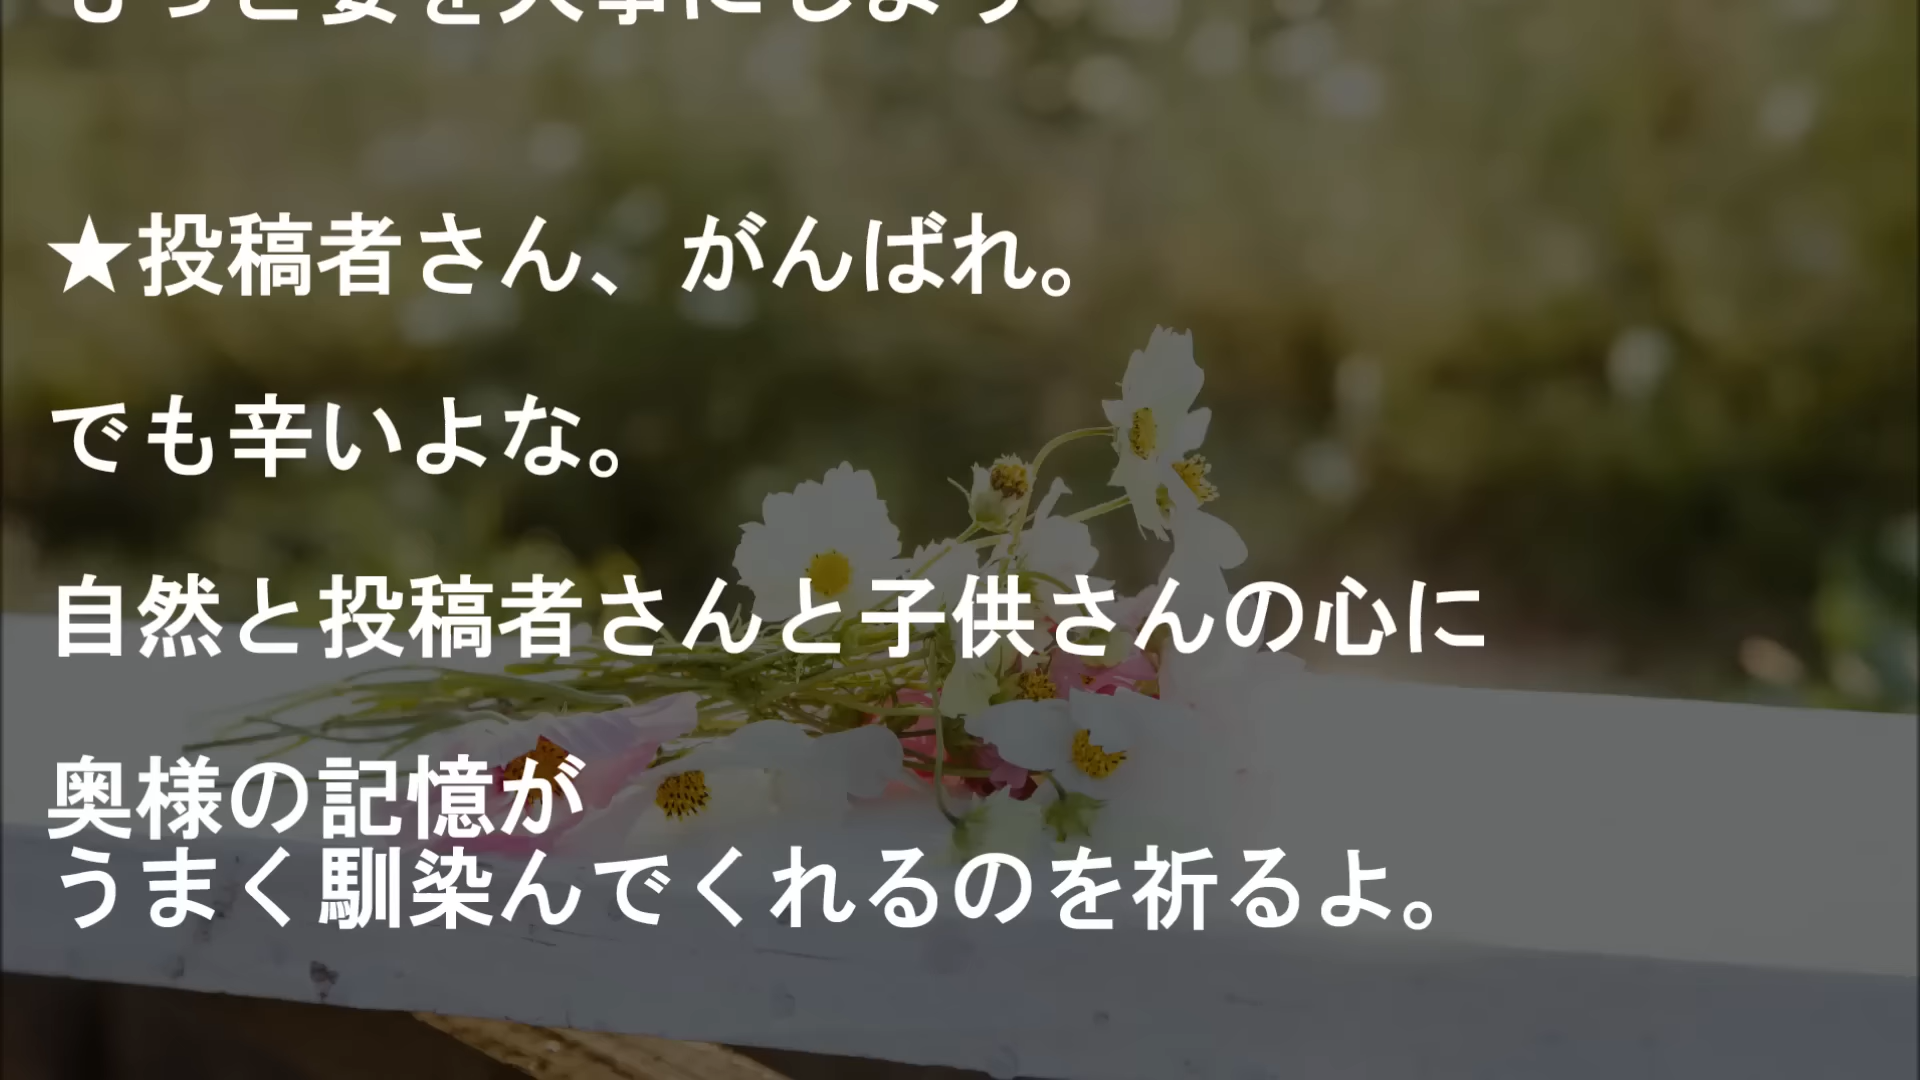 もっと妻を大事にしよう
★投稿者さん、がんばれ。
でも辛いよな。
自然と投稿者さんと子供さんの心に
奥様の記憶が
うまく馴染んでくれるのを祈るよ。